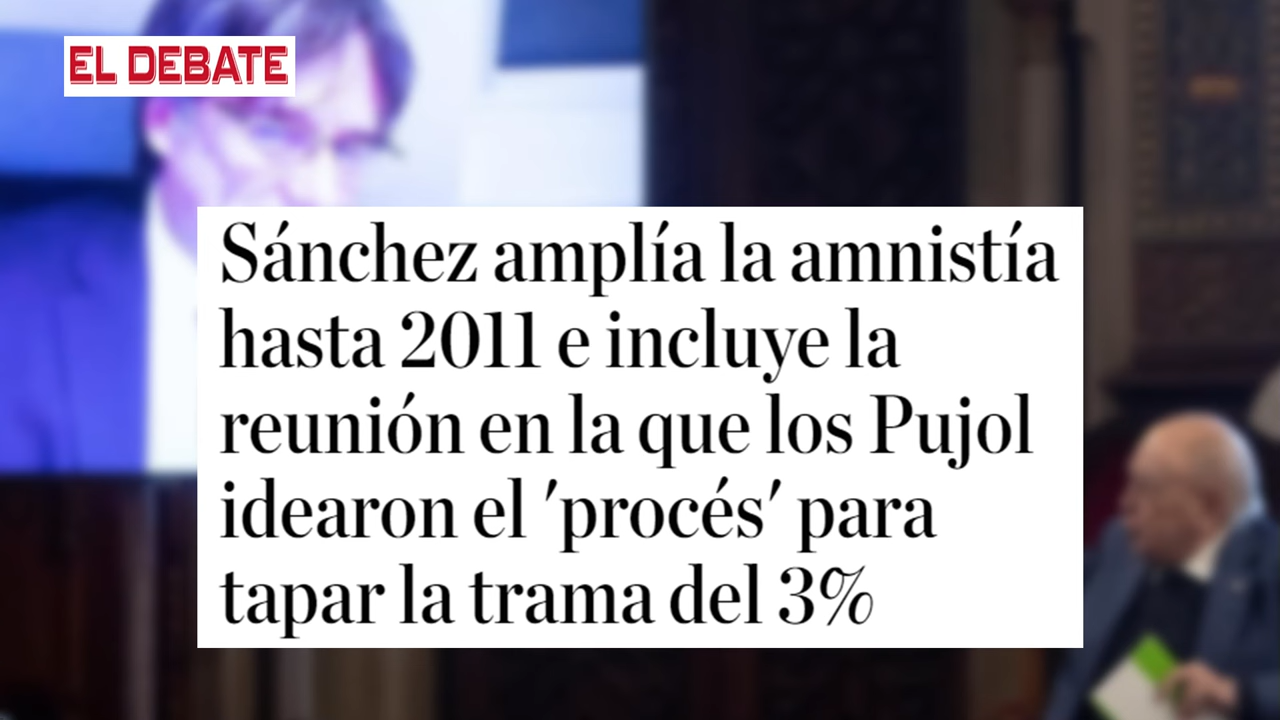 EL DEBATE
Sánchez amplía la amnistía
hasta 2011 e incluye la
reunión en la que los Pujol
idearon el 'procés' para
tapar la trama del 3%